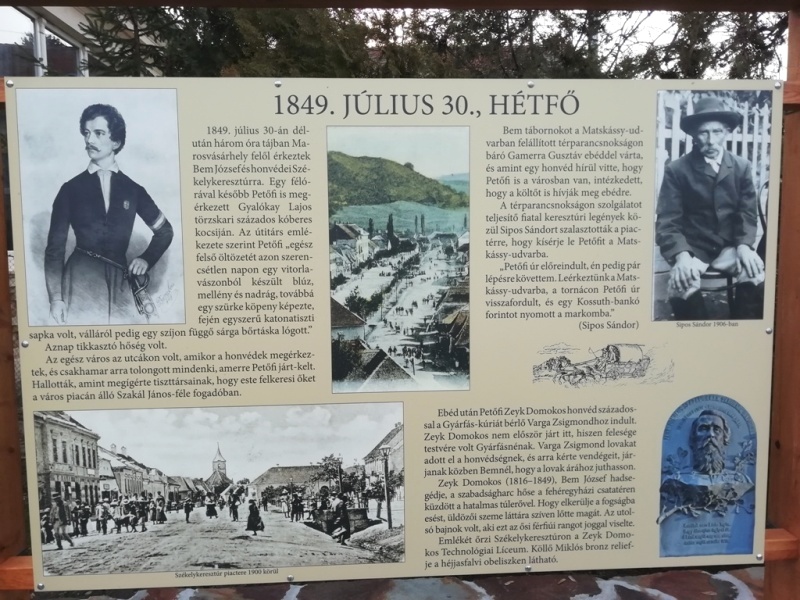 1849. JÚLIUS 30., HÉTFŐ
1849. július 30-án dél-
után három óra tájban Ma-
rosvásárhely felől érkeztek
Bem József és honvédei Szé-
kelykeresztúrra. Egy féló-
rával később Petőfi is meg-
érkezett Gyalókay Lajos
törzskari százados kóberes
kocsiján. Az útitárs emlé-
kezete szerint Petőfi „egész
felső öltözetét azon szeren-
csétlen napon egy vitorla-
vászonból készült blúz,
mellény és nadrág, továbbá
egy szürke köpeny képezte,
fején egyszerű katonatiszti
sapka volt, válláról pedig egy szíjon függő sárga bőrtáska lógott.”
Aznap tikkasztó hőség volt.
Az egész város az utcákon volt, amikor a honvédek megérkez-
tek, és csakhamar arra tolongott mindenki, amerre Petőfi járt-kelt.
Hallották, amint megígérte tiszttársainak, hogy este felkeresi őket
a város piacán álló Szakál János-féle fogadóban.
Székelykeresztúr piactere 1900 körül
Bem tábornokot a Matskássy-ud-
varban felállított térparancsnokságon
báró Gamerra Gusztáv ebéddel várta,
és amint egy honvéd hírül vitte, hogy
Petőfi is a városban van, intézkedett,
hogy a költőt is hívják meg ebédre.
A térparancsnokság szolgálatot
teljesítő fiatal keresztúri legények kö-
zül Sipos Sándort szalasztották a piac-
térre, hogy kísérje le Petőfit a Mats-
kássy-udvarba.
„Petőfi úr előreindult, én pedig pár
lépésre követtem. Leérkeztünk a Mats-
kássy-udvarba, a tornácon Petőfi úr
visszafordult, és egy Kossuth-bankó
forintot nyomott a markomba.”
(Sipos Sándor)
Sipos Sándor 1906-ban
Ebéd után Petőfi Zeyk Domokos honvéd százados-
sal a Gyárfás-kúriát bérlő Varga Zsigmondhoz indult.
Zeyk Domokos nem először járt itt, hiszen felesége
testvére volt Gyárfásnénak. Varga Zsigmond lovakat
adott el a honvédségnek, és arra kérte vendégeit, jár-
janak közben Bemnél, hogy a lovak árához juthasson.
Zeyk Domokos (1816–1849), Bem József hadse-
gédje, a szabadságharc hőse a fehéregyházi csatatéren
küzdött a hatalmas túlerővel. Hogy elkerülje a fogságba
esést, üldözői szeme láttára szíven lőtte magát. Az utol-
só bajnok volt, aki ezt az ősi férfiúi rangot joggal viselte.
Emlékét őrzi Székelykeresztúron a Zeyk Domo-
kos Technológiai Líceum. Kölló Miklós bronz relief-
je a héjjasfalvi obeliszken látható.